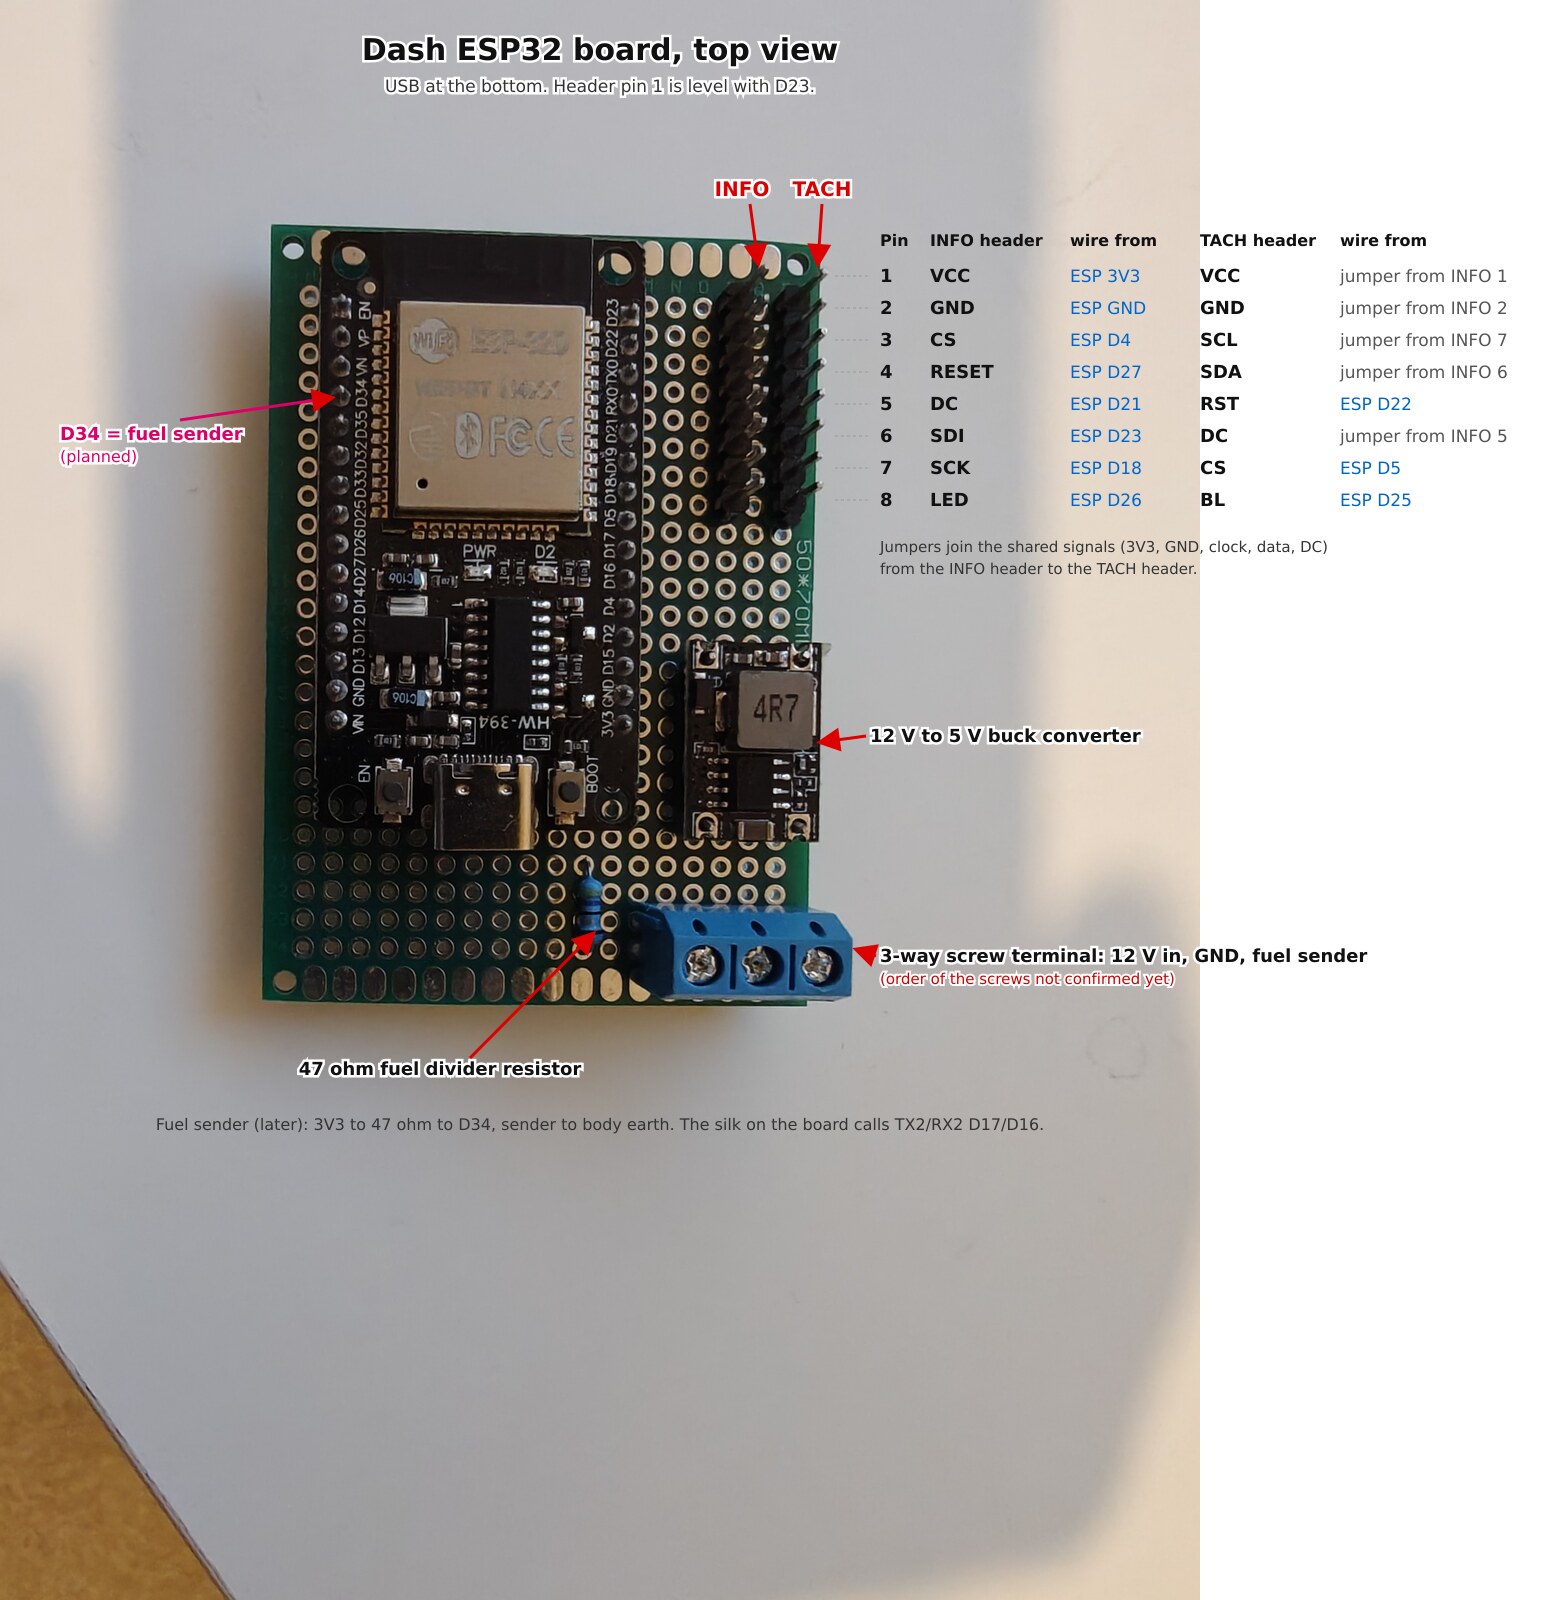 Dash ESP32 board, top view
USB at the bottom. Header pin 1 is level with D23.
INFO TACH
Pin INFO header wire from TACH header wire from
1 VCC ESP 3V3 VCC jumper from INFO 1
2 GND ESP GND GND jumper from INFO 2
3 CS ESP D4 SCL jumper from INFO 7
4 RESET ESP D27 SDA jumper from INFO 6
5 DC ESP D21 RST ESP D22
6 SDI ESP D23 DC jumper from INFO 5
7 SCK ESP D18 CS ESP D5
8 LED ESP D26 BL ESP D25
Jumpers join the shared signals (3V3, GND, clock, data, DC)
from the INFO header to the TACH header.
D34 = fuel sender
(planned)
EN VP VN D34 D35 D32 D33 D25 D26 D27 D14 D12 D13 GND VIN
D23 D22 TX0 RX0 D21 D19 D18 D5 D17 D16 D4 D2 D15 GND 3V3
WiFi
FC CE
PWR D2
C106
C106
HW-394
EN
BOOT
50*70M
4R7
12 V to 5 V buck converter
3-way screw terminal: 12 V in, GND, fuel sender
(order of the screws not confirmed yet)
47 ohm fuel divider resistor
Fuel sender (later): 3V3 to 47 ohm to D34, sender to body earth. The silk on the board calls TX2/RX2 D17/D16.